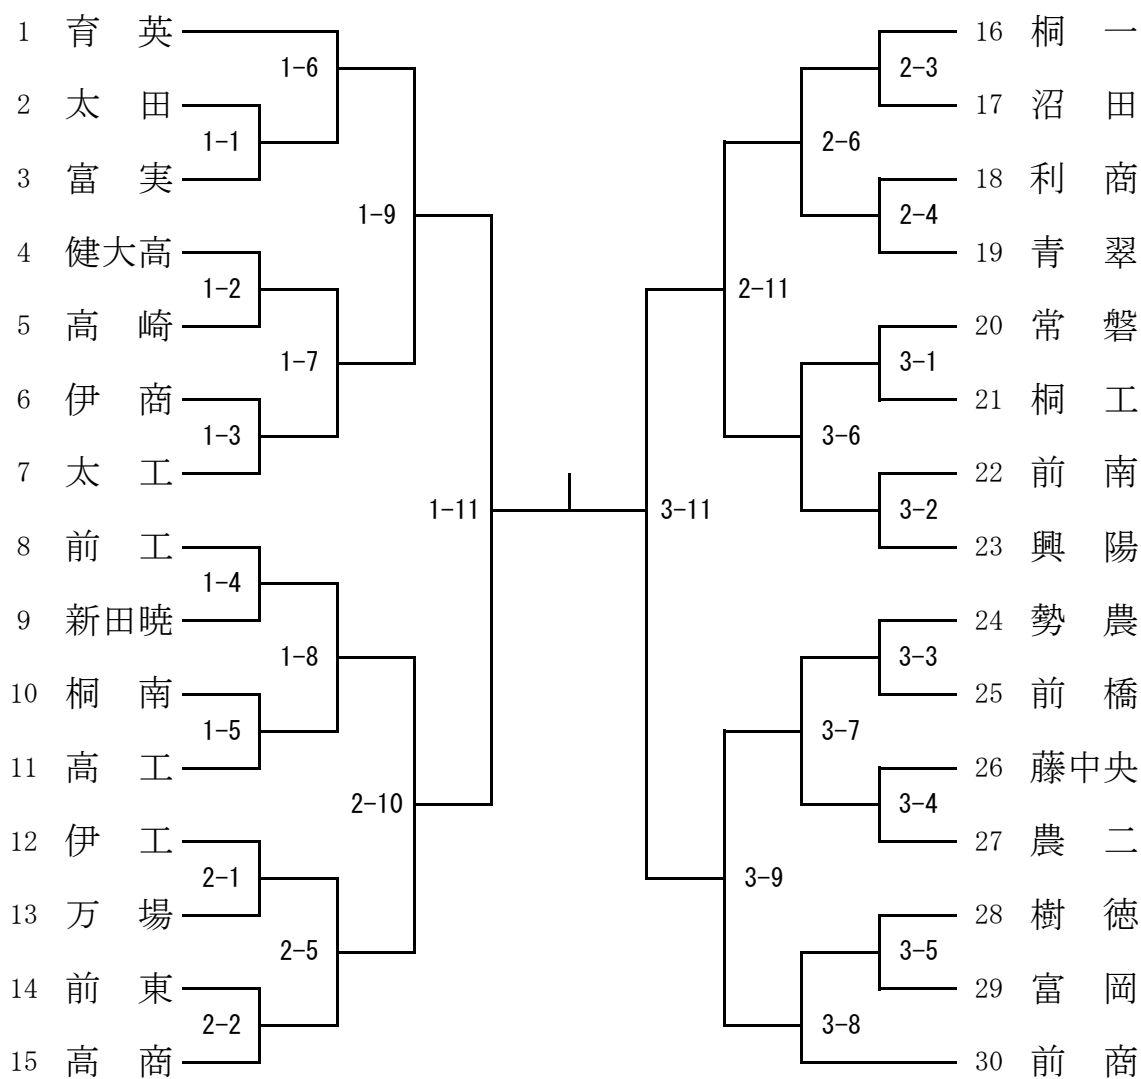 1 育 英
1-6
2 太 田
1-1
3 富 実
1-9
4 健大高
1-2
5 高 崎
1-7
6 伊 商
1-3
7 太 工
1-11
8 前 工
1-4
9 新田暁
1-8
10 桐 南
1-5
11 高 工
2-10
12 伊 工
2-1
13 万 場
2-5
14 前 東
2-2
15 高 商
16 桐 一
2-3
17 沼 田
2-6
18 利 商
2-4
19 青 翠
2-11
20 常 磐
3-1
21 桐 工
3-6
22 前 南
3-2
23 興 陽
3-11
24 勢 農
3-3
25 前 橋
3-7
26 藤中央
3-4
27 農 二
3-9
28 樹 徳
3-5
29 富 岡
3-8
30 前 商